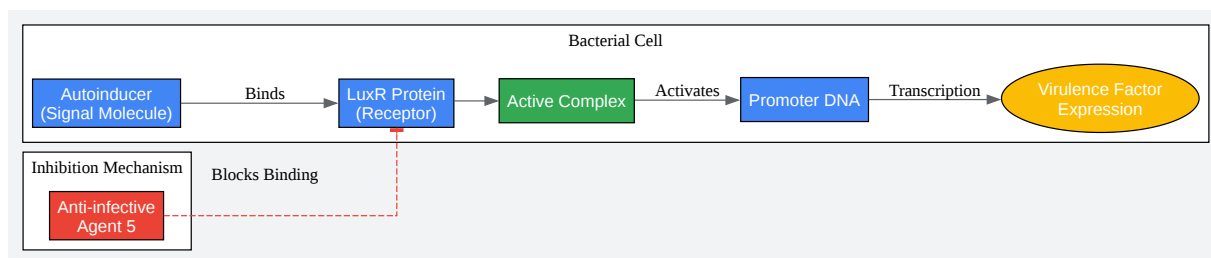 Bacterial Cell
Autoinducer
(Signal Molecule)
Binds
LuxR Protein
(Receptor)
Active Complex
Activates
Promoter DNA
Transcription
Virulence Factor
Expression
Inhibition Mechanism
Anti-infective
Agent 5
Blocks Binding